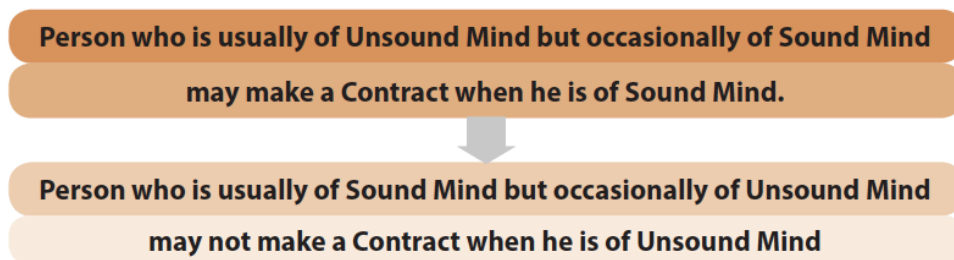 Person who is usually of Unsound Mind but occasionally of Sound Mind
may make a Contract when he is of Sound Mind.
Person who is usually of Sound Mind but occasionally of Unsound Mind
may not make a Contract when he is of Unsound Mind